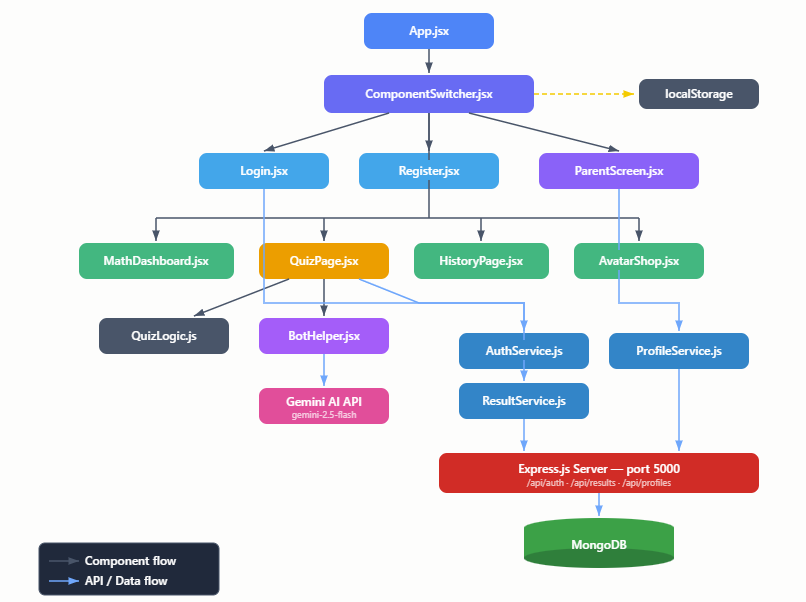 App.jsx
ComponentSwitcher.jsx
localStorage
Login.jsx
Register.jsx
ParentScreen.jsx
MathDashboard.jsx
QuizPage.jsx
HistoryPage.jsx
AvatarShop.jsx
QuizLogic.js
BotHelper.jsx
AuthService.js
ProfileService.js
Gemini AI API
gemini-2.5-flash
ResultService.js
Express.js Server — port 5000
/api/auth · /api/results · /api/profiles
MongoDB
Component flow
API / Data flow